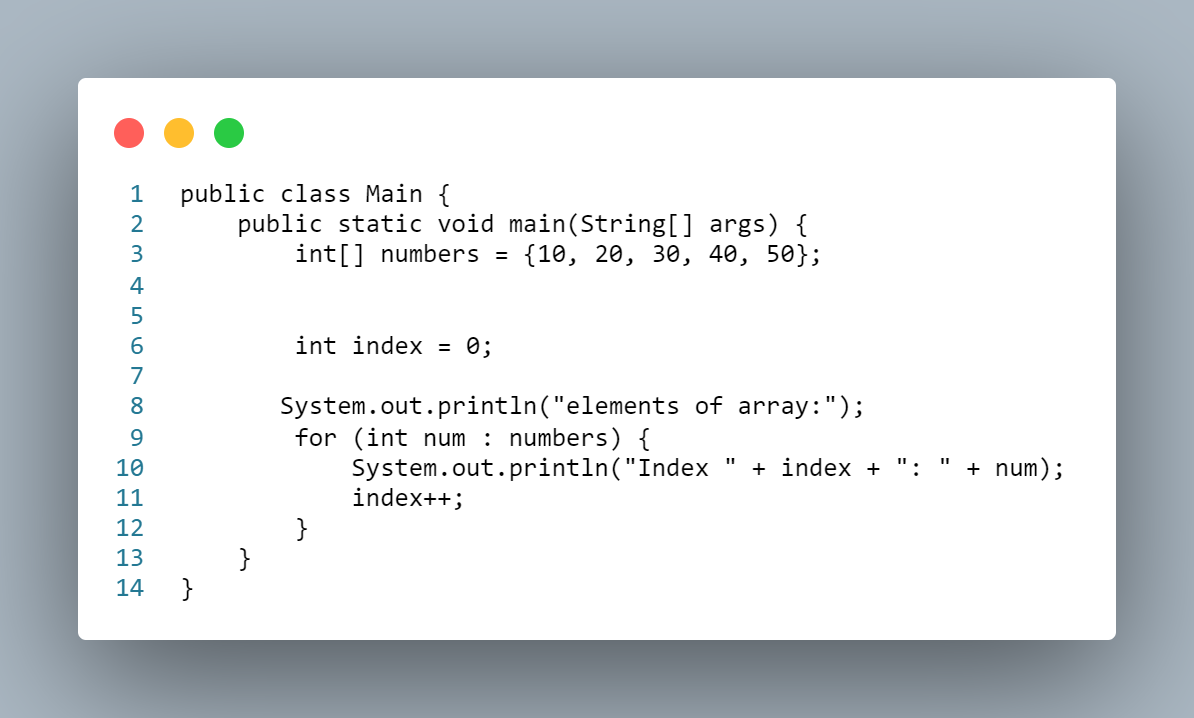 1 public class Main {
2     public static void main(String[] args) {
3         int[] numbers = {10, 20, 30, 40, 50};
4
5
6         int index = 0;
7
8        System.out.println("elements of array:");
9         for (int num : numbers) {
10             System.out.println("Index " + index + ": " + num);
11             index++;
12         }
13     }
14 }